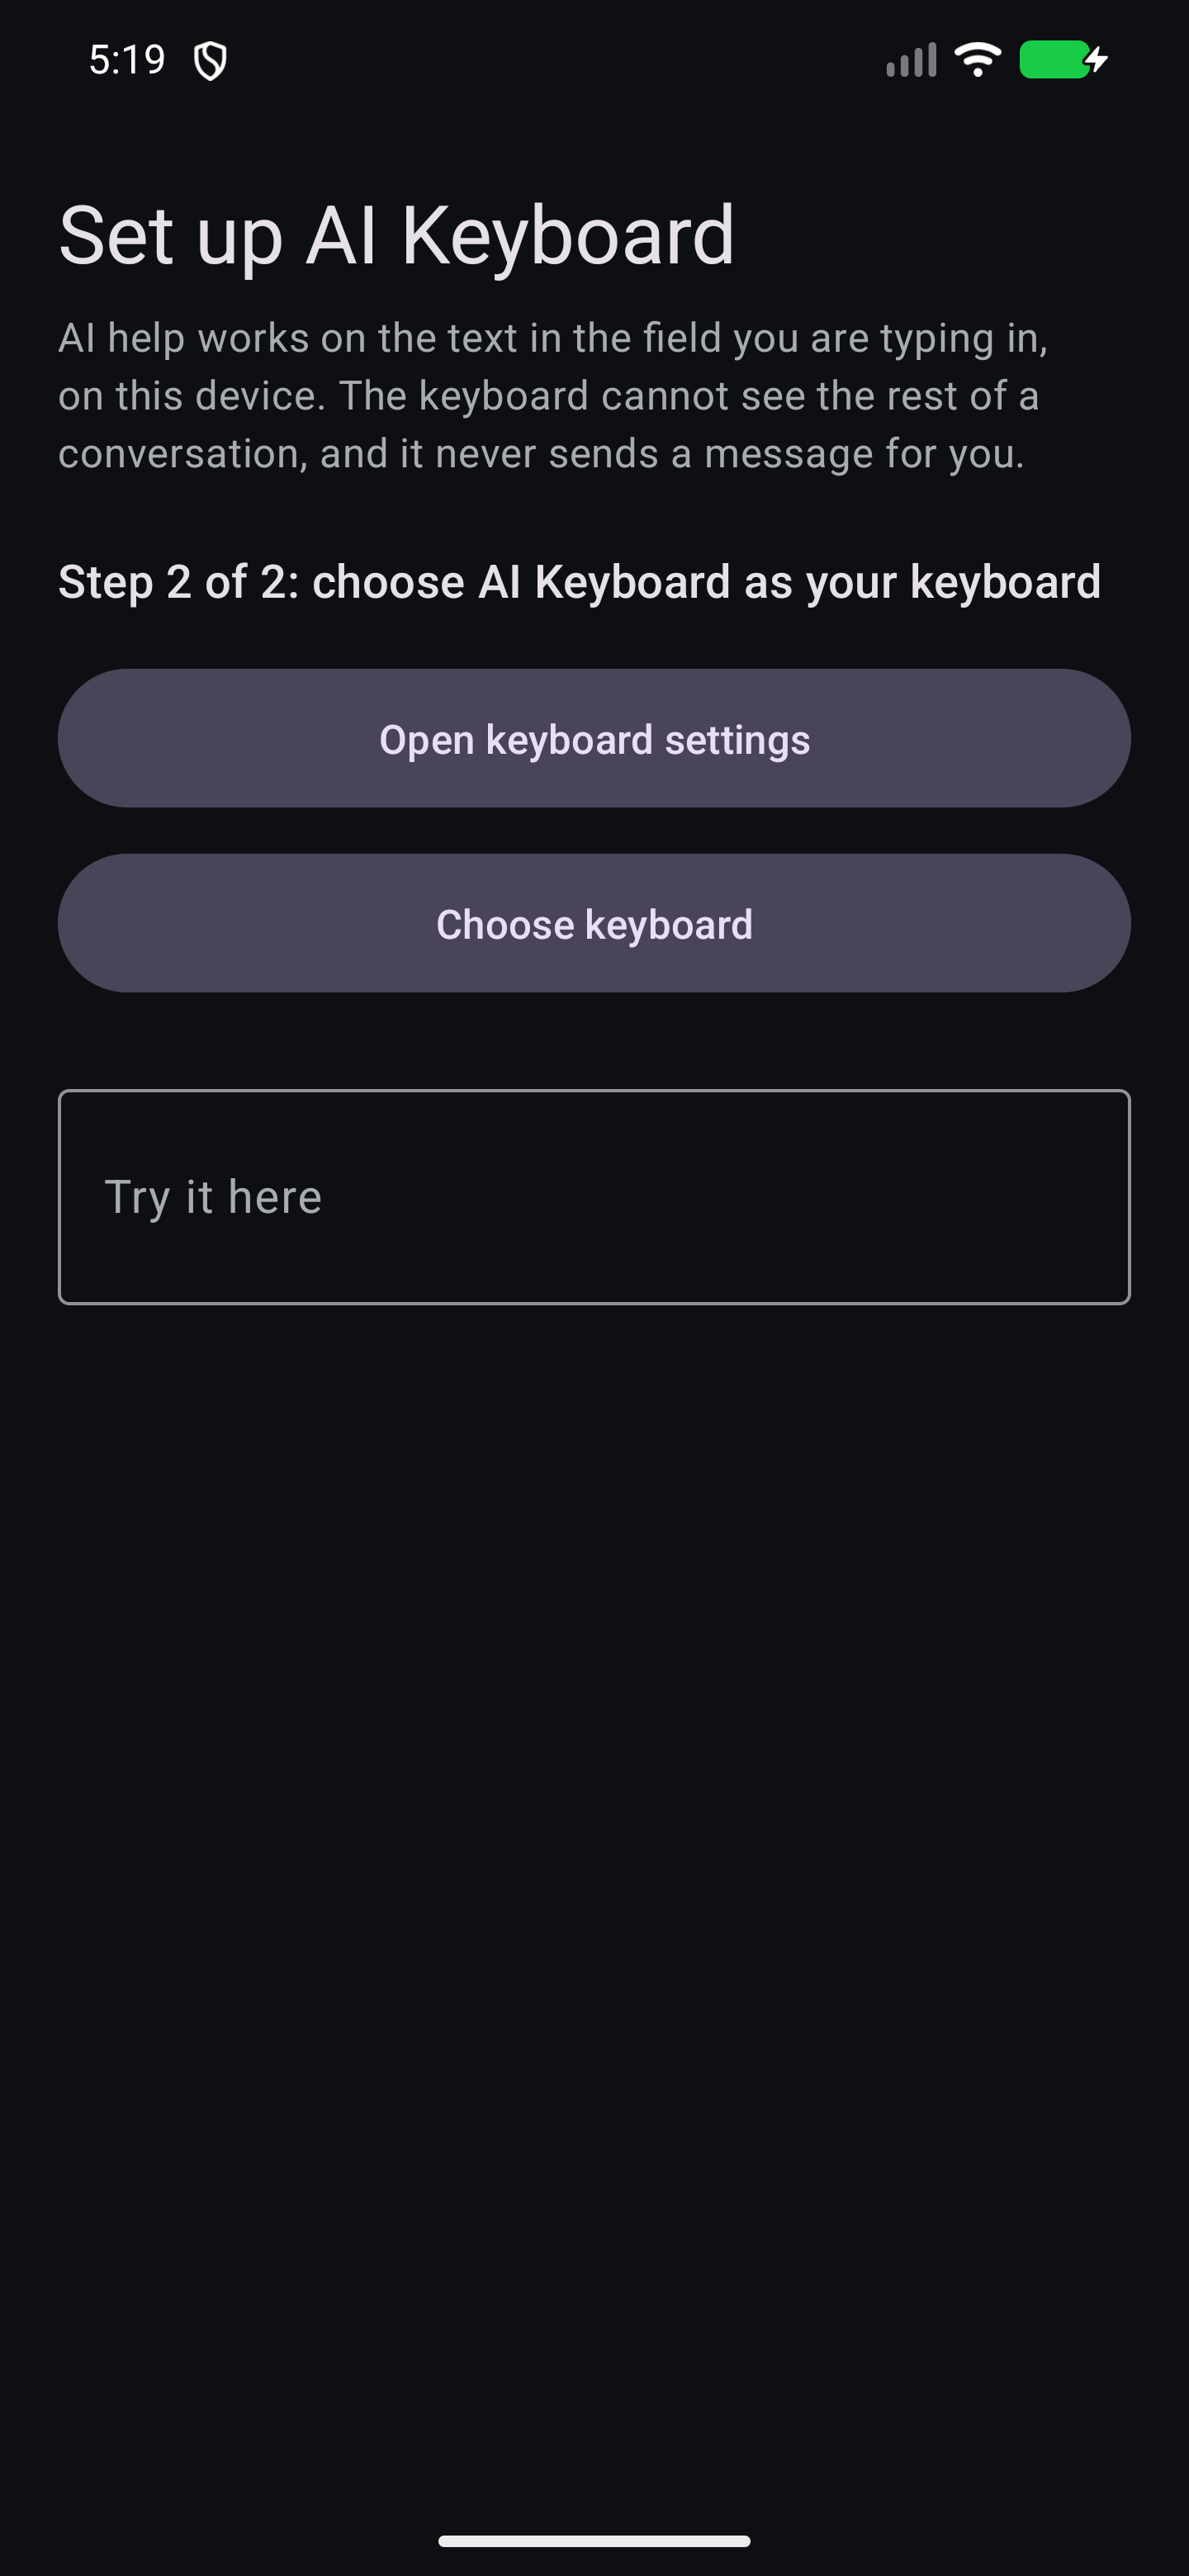 5:19
Set up AI Keyboard
AI help works on the text in the field you are typing in,
on this device. The keyboard cannot see the rest of a
conversation, and it never sends a message for you.
Step 2 of 2: choose AI Keyboard as your keyboard
Open keyboard settings
Choose keyboard
Try it here